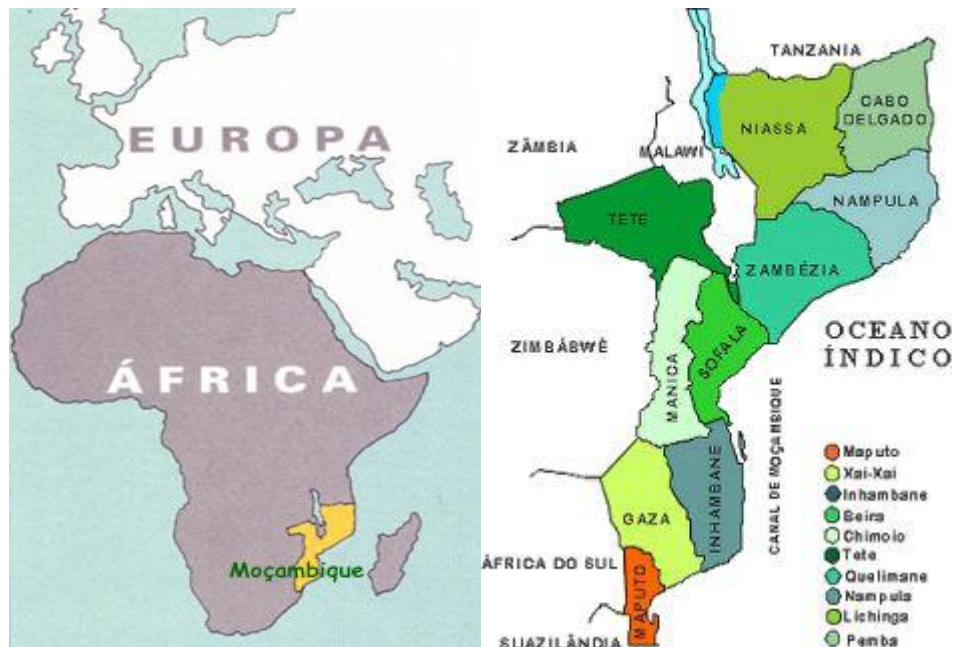 EUROPA
ÁFRICA
Moçambique
TANZANIA
CABO
DELGADO
NIASSA
ZÂMBIA
MALAWI
NAMPULA
TETE
ZAMBÉZIA
OCEANO
ÍNDICO
ZIMBÁBWÈ
SOFALA
MANICA
CANAL DE MOÇAMBIQUE
INHAMBANE
GAZA
ÁFRICA DO SUL
MAPUTO
SUAZILÂNDIA
Maputo
Xai-Xai
Inhambane
Beira
Chimoio
Tete
Quelimane
Nampula
Lichinga
Pemba